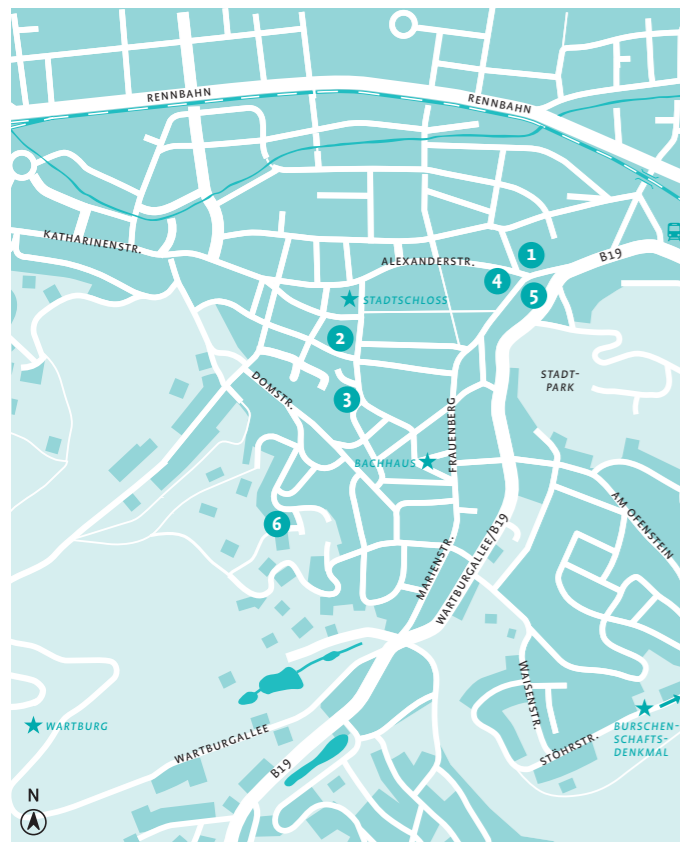 RENNBAHN
RENNBAHN
KATHARINENSTR.
ALEXANDERSTR.
1
B19
4
5
STADTSCHLOSS
2
STADT-
PARK
DOMSTR.
3
FRAUENBERG
BACHHAUS
AM OFENSTEIN
6
MARIENSTR.
WARTBURGALLEE/B19
WAISENSTR.
WARTBURG
WARTBURGALLEE
BURSCHEN-
SCHAFTS-
DENKMAL
STÖHRSTR.
B19
N